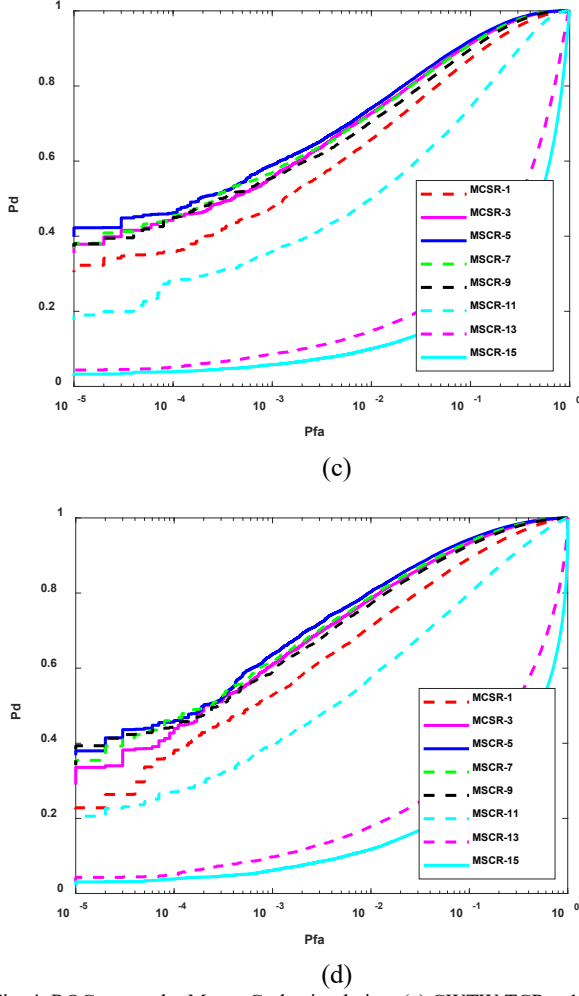 1
0.8
0.6
0.4
0.2
0
Pd
MCSR-1
MCSR-3
MSCR-5
MSCR-7
MSCR-9
MSCR-11
MSCR-13
MSCR-15
10^-5 10^-4 10^-3 10^-2 10^-1 10^0
Pfa
(c)
1
0.8
0.6
0.4
0.2
0
Pd
MCSR-1
MCSR-3
MSCR-5
MSCR-7
MSCR-9
MSCR-11
MSCR-13
MSCR-15
10^-5 10^-4 10^-3 10^-2 10^-1 10^0
Pfa
(d)